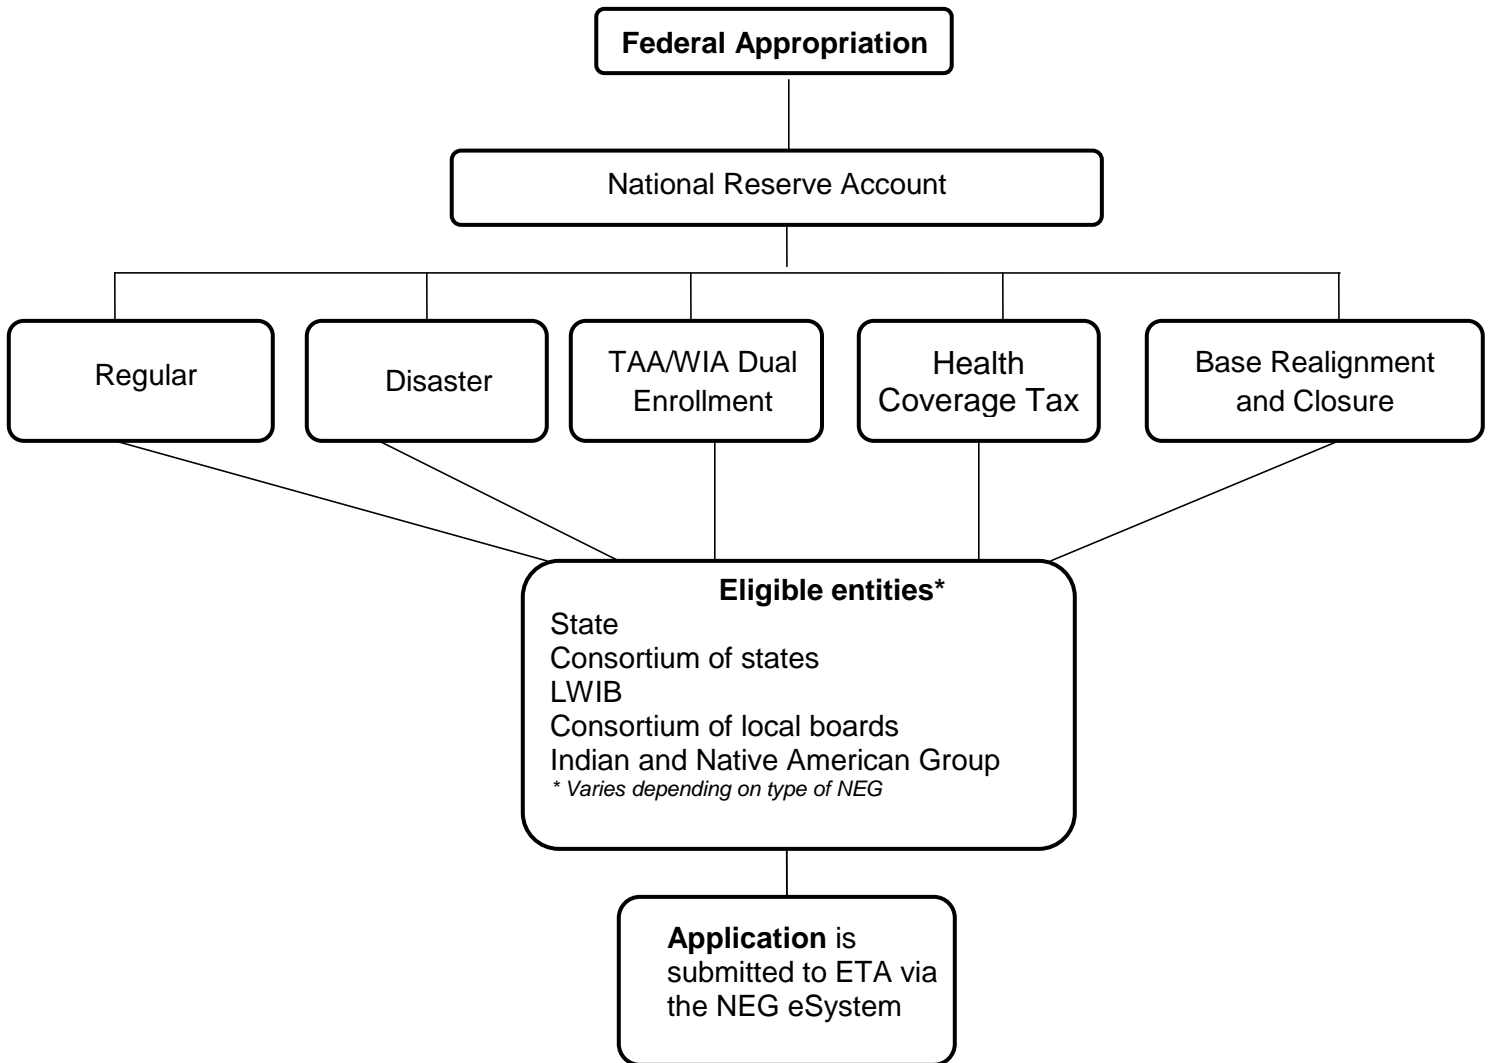 Federal Appropriation
National Reserve Account
Regular
Disaster
TAA/WIA Dual
Enrollment
Health
Coverage Tax
Base Realignment
and Closure
Eligible entities*
State
Consortium of states
LWIB
Consortium of local boards
Indian and Native American Group
* Varies depending on type of NEG
Application is
submitted to ETA via
the NEG eSystem